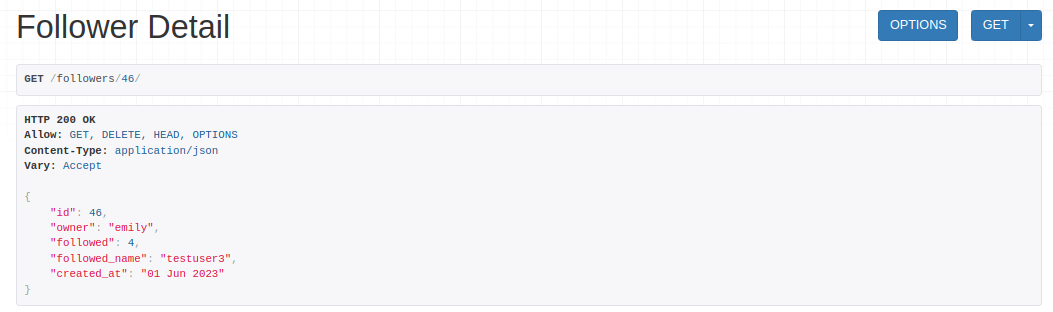 Follower Detail
OPTIONS
GET
GET /followers/46/
HTTP 200 OK
Allow: GET, DELETE, HEAD, OPTIONS
Content-Type: application/json
Vary: Accept
{
    "id": 46,
    "owner": "emily",
    "followed": 4,
    "followed_name": "testuser3",
    "created_at": "01 Jun 2023"
}